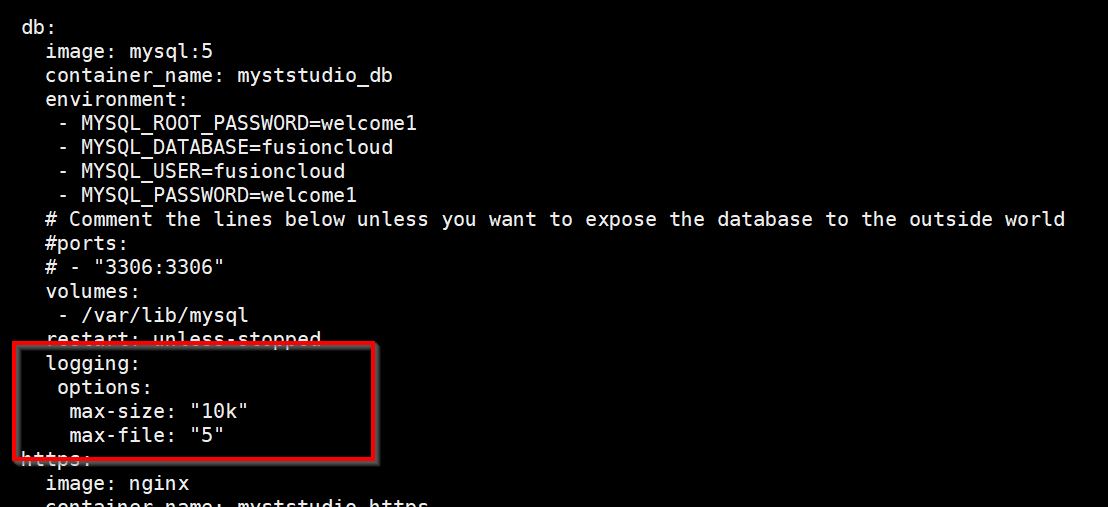 db:
image: mysql:5
container_name: myststudio_db
environment:
- MYSQL_ROOT_PASSWORD=welcome1
- MYSQL_DATABASE=fusioncloud
- MYSQL_USER=fusioncloud
- MYSQL_PASSWORD=welcome1
# Comment the lines below unless you want to expose the database to the outside world
#ports:
# - "3306:3306"
volumes:
- /var/lib/mysql
restart: unless-stopped
logging:
options:
max-size: "10k"
max-file: "5"
https:
image: nginx
container_name: myststudio_https